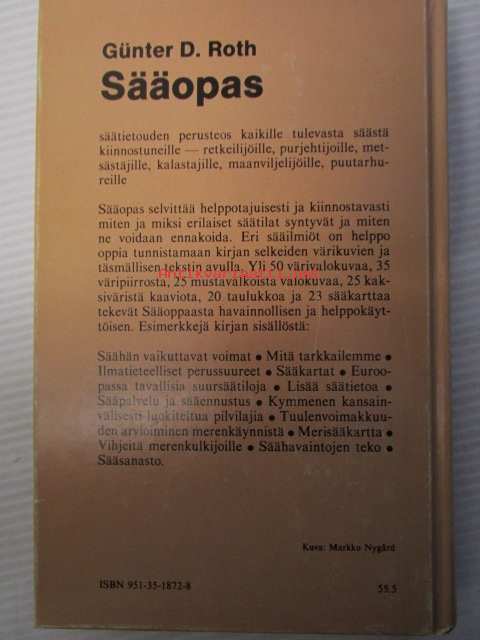 Günter D. Roth
Sääopas
säätietouden perusteos kaikille tulevasta säästä
kiinnostuneille — retkeilijöille, purjehtijoille, met-
sästäjille, kalastajille, maanviljelijöille, puutarhu-
reille
Sääopas selvittää helppotajuisesti ja kiinnostavasti
miten ja miksi erilaiset säätilat syntyvät ja miten
ne voidaan ennakoida. Eri sääilmiöt on helppo
oppia tunnistamaan kirjan selkeiden värikuvien ja
täsmällisen tekstin avulla. Yli 50 värivalokuvaa, 35
väripiirrosta, 25 mustavalkoista valokuvaa, 25 kak-
siväristä kaaviota, 20 taulukkoa ja 23 sääkarttaa
tekevät Sääoppaasta havainnollisen ja helppokäyt-
töisen. Esimerkkejä kirjan sisällöstä:
Säähän vaikuttavat voimat • Mitä tarkkailemme •
Ilmatieteelliset perussuureet • Sääkartat • Euroo-
passa tavallisia suursäätiloja • Lisää säätietoa •
Sääpalvelu ja sääennustus • Kymmenen kansain-
välisesti luokiteltua pilvilajia • Tuulenvoimakkuu-
den arvioiminen merenkäynnistä • Merisääkartta •
Vihjeitä merenkulkijoille • Säähavaintojen teko •
Sääsanasto.
Kuva: Markko Nygård
ISBN 951-35-1872-8 55.5